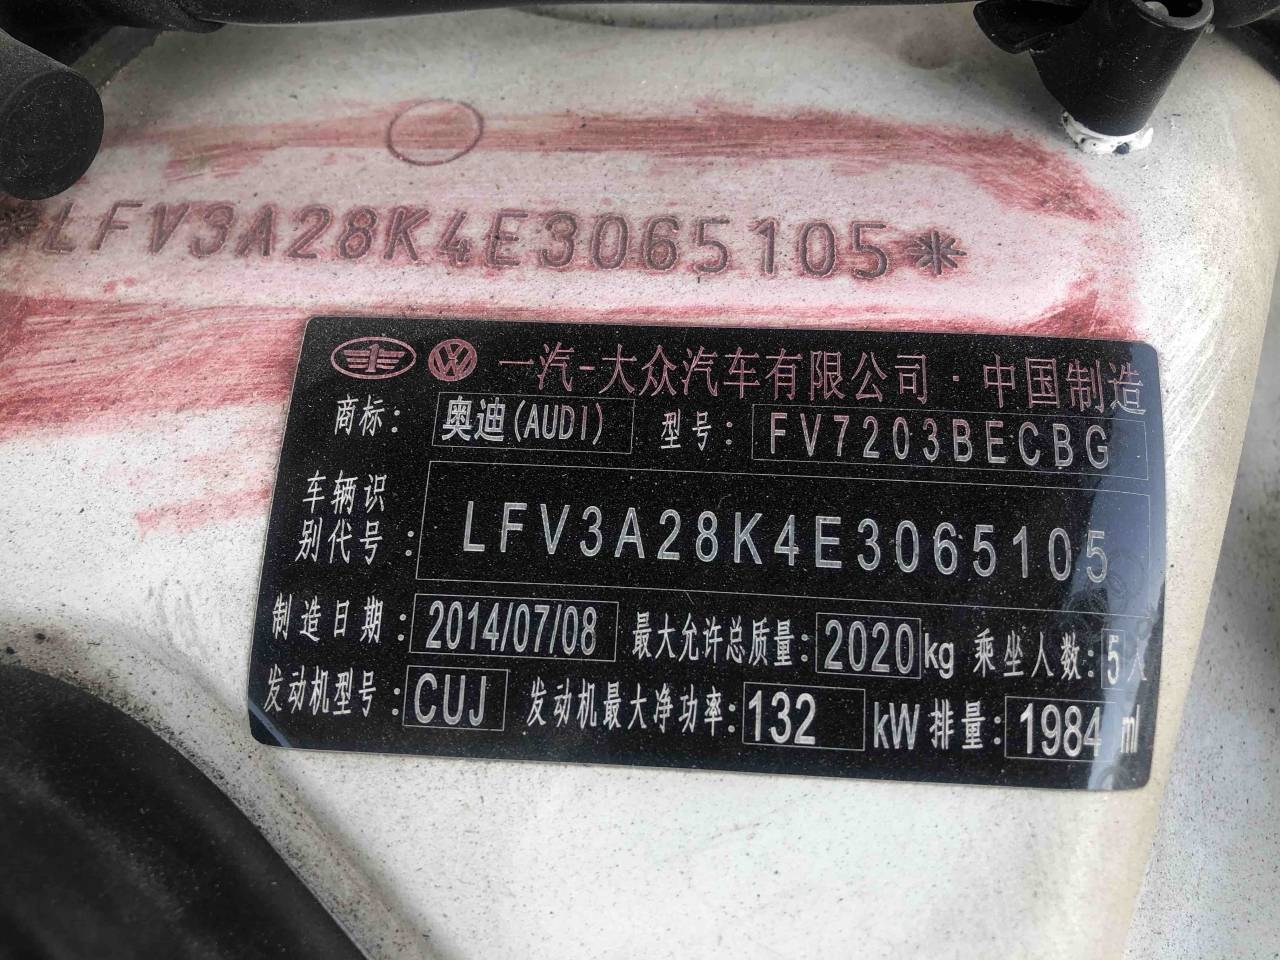 *LFV3A28K4E3065105*
一汽-大众汽车有限公司·中国制造
商标: 奥迪(AUDI) 型号: FV7203BECBG
车辆识别代号: LFV3A28K4E3065105
制造日期: 2014/07/08 最大允许总质量: 2020kg 乘坐人数: 5人
发动机型号: CUJ 发动机最大净功率: 132 kW 排量: 1984 ml